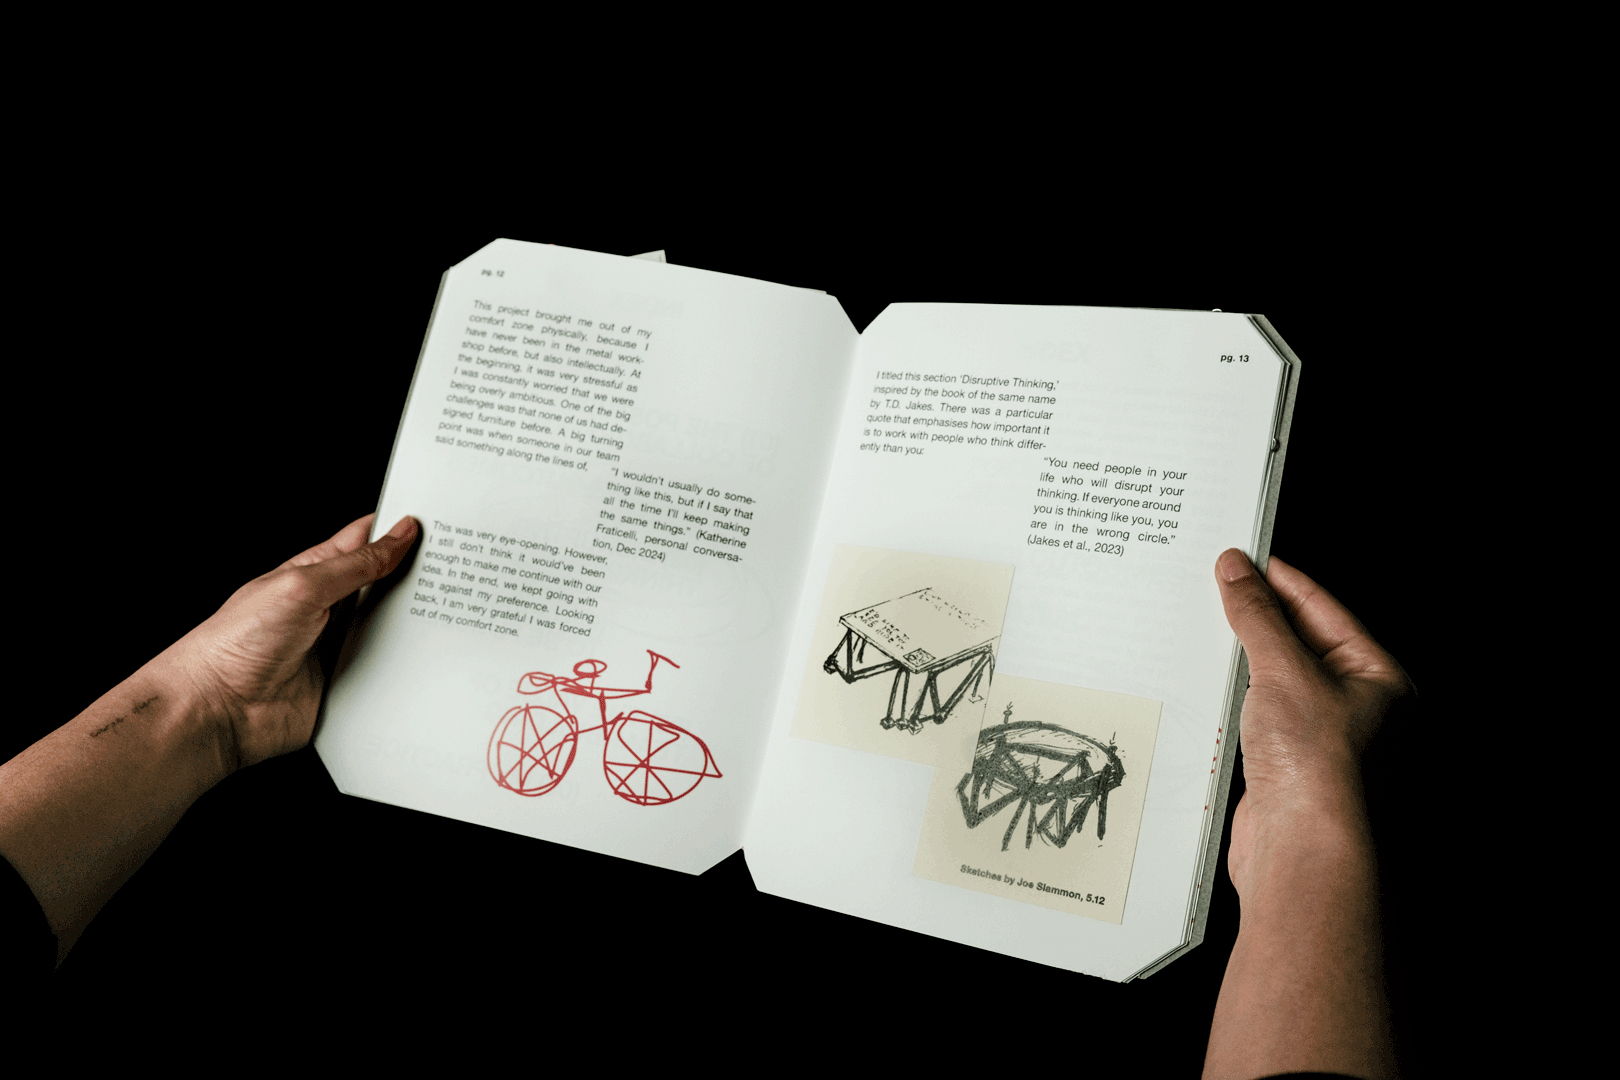 pg. 12
This project brought me out of my
comfort zone physically, because I
have never been in the metal work-
shop before, but also intellectually. At
the beginning, it was very stressful as
I was constantly worried that we were
being overly ambitious. One of the big
challenges was that none of us had de-
signed furniture before. A big turning
point was when someone in our team
said something along the lines of,
“I wouldn’t usually do some-
thing like this, but if I say that
all the time I’ll keep making
the same things.” (Katherine
Fraticelli, personal conversa-
tion, Dec 2024)
This was very eye-opening. However,
I still don’t think it would’ve been
enough to make me continue with our
idea. In the end, we kept going with
this against my preference. Looking
back, I am very grateful I was forced
out of my comfort zone.
pg. 13
I titled this section ‘Disruptive Thinking,’
inspired by the book of the same name
by T.D. Jakes. There was a particular
quote that emphasises how important it
is to work with people who think differ-
ently than you:
“You need people in your
life who will disrupt your
thinking. If everyone around
you is thinking like you, you
are in the wrong circle.”
(Jakes et al., 2023)
Sketches by Joe Slammon, 5.12